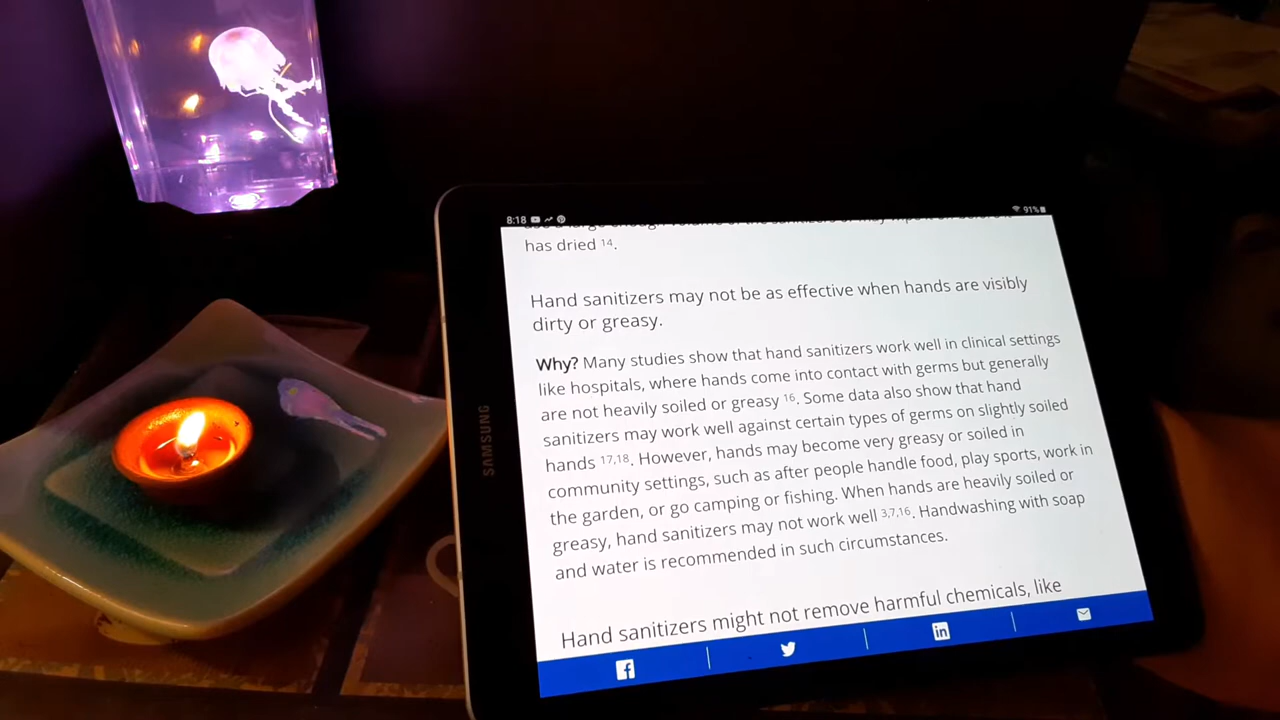 8:18
91%
has dried 14.
Hand sanitizers may not be as effective when hands are visibly
dirty or greasy.
Why? Many studies show that hand sanitizers work well in clinical settings
like hospitals, where hands come into contact with germs but generally
are not heavily soiled or greasy 16. Some data also show that hand
sanitizers may work well against certain types of germs on slightly soiled
hands 17,18. However, hands may become very greasy or soiled in
community settings, such as after people handle food, play sports, work in
the garden, or go camping or fishing. When hands are heavily soiled or
greasy, hand sanitizers may not work well 3,7,16. Handwashing with soap
and water is recommended in such circumstances.
Hand sanitizers might not remove harmful chemicals, like
SAMSUNG